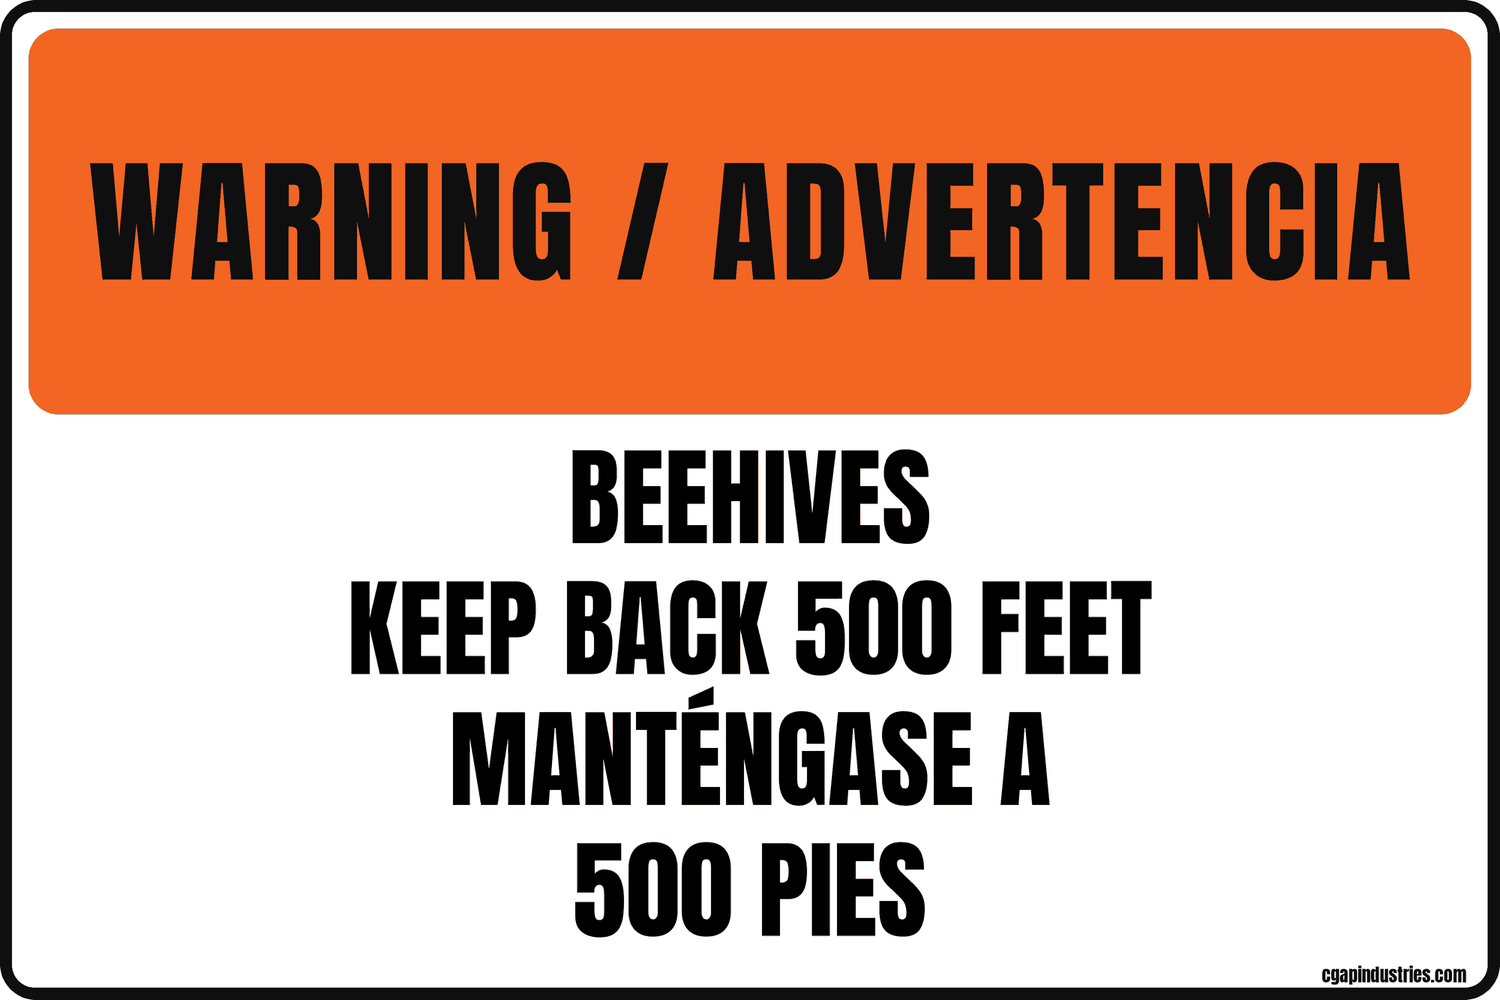 WARNING / ADVERTENCIA
BEEHIVES
KEEP BACK 500 FEET
MANTÉNGASE A
500 PIES
cgapindustries.com